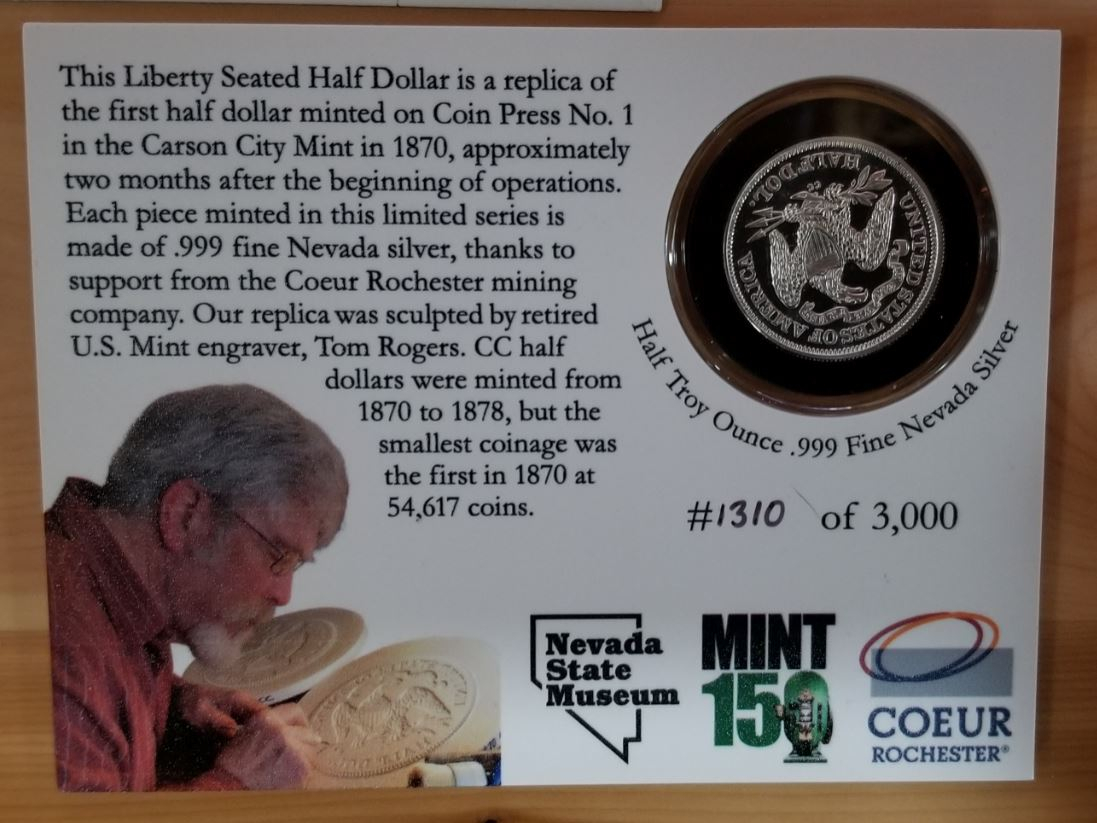 This Liberty Seated Half Dollar is a replica of
the first half dollar minted on Coin Press No. 1
in the Carson City Mint in 1870, approximately
two months after the beginning of operations.
Each piece minted in this limited series is
made of .999 fine Nevada silver, thanks to
support from the Coeur Rochester mining
company. Our replica was sculpted by retired
U.S. Mint engraver, Tom Rogers. CC half
dollars were minted from
1870 to 1878, but the
smallest coinage was
the first in 1870 at
54,617 coins.
UNITED STATES OF AMERICA
HALF DOL.
Half Troy Ounce .999 Fine Nevada Silver
#1310 of 3,000
Nevada
State
Museum
MINT
150
COEUR
ROCHESTER®